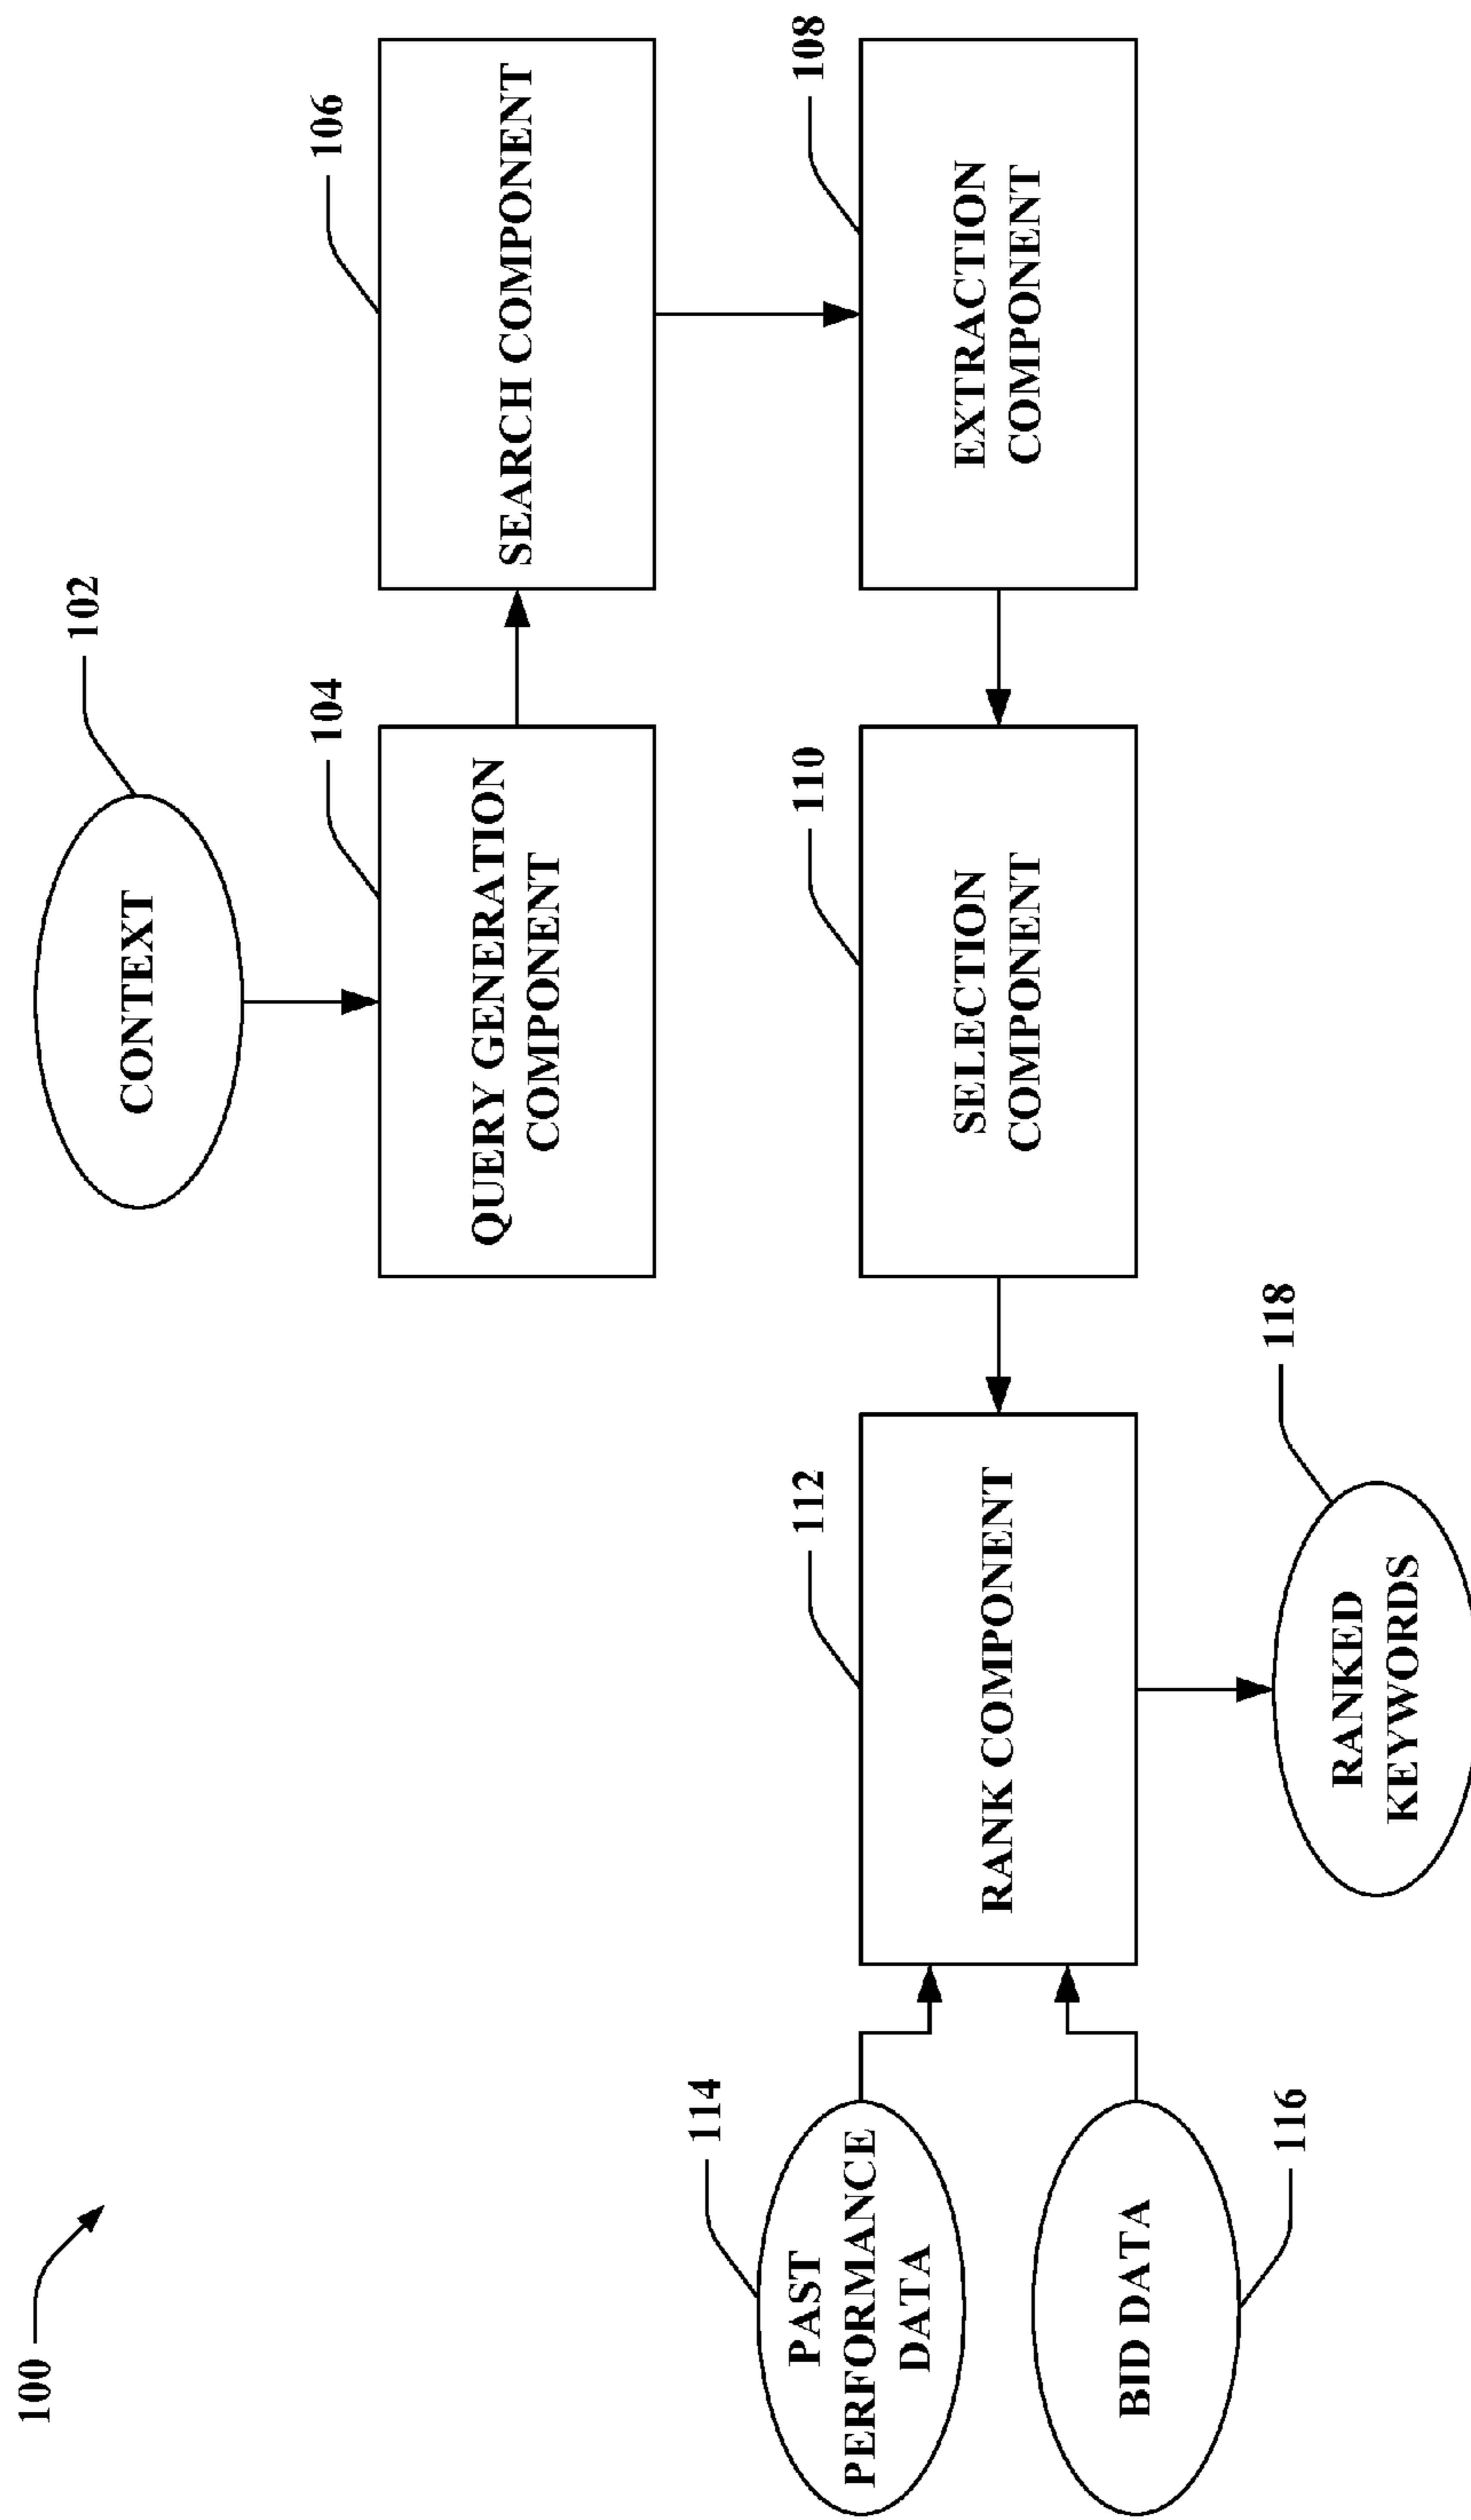 100
102
CONTEXT
104
106
QUERY GENERATION
COMPONENT
SEARCH COMPONENT
114
112
110
108
PAST
PERFORMANCE
DATA
RANK COMPONENT
SELECTION
COMPONENT
EXTRACTION
COMPONENT
BID DATA
116
118
RANKED
KEYWORDS